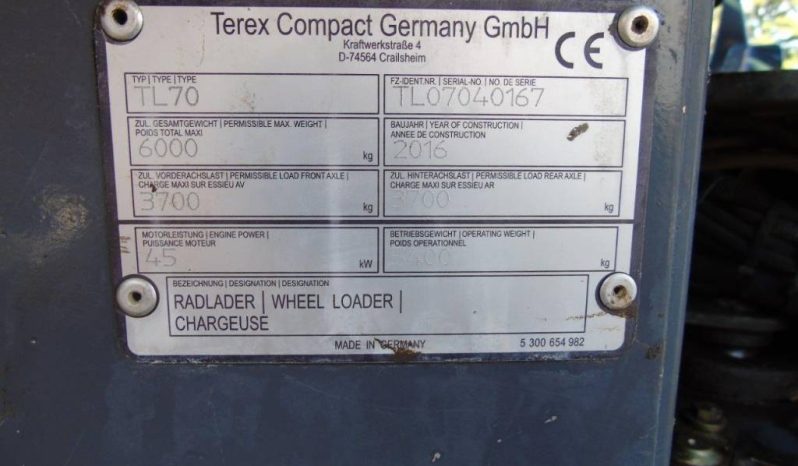 Terex Compact Germany GmbH
Kraftwerkstraße 4
D-74564 Crailsheim
CE
TYP | TYPE | TYPE
TL70
FZ-IDENT.NR. | SERIAL-NO. | NO. DE SERIE
TL07040167
ZUL. GESAMTGEWICHT | PERMISSIBLE MAX. WEIGHT |
POIDS TOTAL MAXI
6000 kg
BAUJAHR | YEAR OF CONSTRUCTION |
ANNEE DE CONSTRUCTION
2016
ZUL. VORDERACHSLAST | PERMISSIBLE LOAD FRONT AXLE |
CHARGE MAXI SUR ESSIEU AV
3700 kg
ZUL. HINTERACHSLAST | PERMISSIBLE LOAD REAR AXLE |
CHARGE MAXI SUR ESSIEU AR
kg
MOTORLEISTUNG | ENGINE POWER |
PUISSANCE MOTEUR
45 kW
BETRIEBSGEWICHT | OPERATING WEIGHT |
POIDS OPERATIONNEL
kg
BEZEICHNUNG | DESIGNATION | DESIGNATION
RADLADER | WHEEL LOADER |
CHARGEUSE
MADE IN GERMANY
5 300 654 982